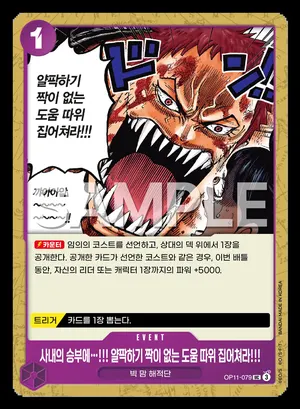 1
얄팍하기
짝이 없는
도움 따위
집어쳐라!!!
SAMPLE
카운터 임의의 코스트를 선언하고, 상대의 덱 위에서 1장을
공개한다. 공개한 카드가 선언한 코스트와 같은 경우, 이번 배틀
동안, 자신의 리더 또는 캐릭터 1장까지의 파워 +5000.
트리거 카드를 1장 뽑는다.
EVENT
사내의 승부에…!!! 얄팍하기 짝이 없는 도움 따위 집어쳐라!!!
빅 맘 해적단
OP11-079 UC 3